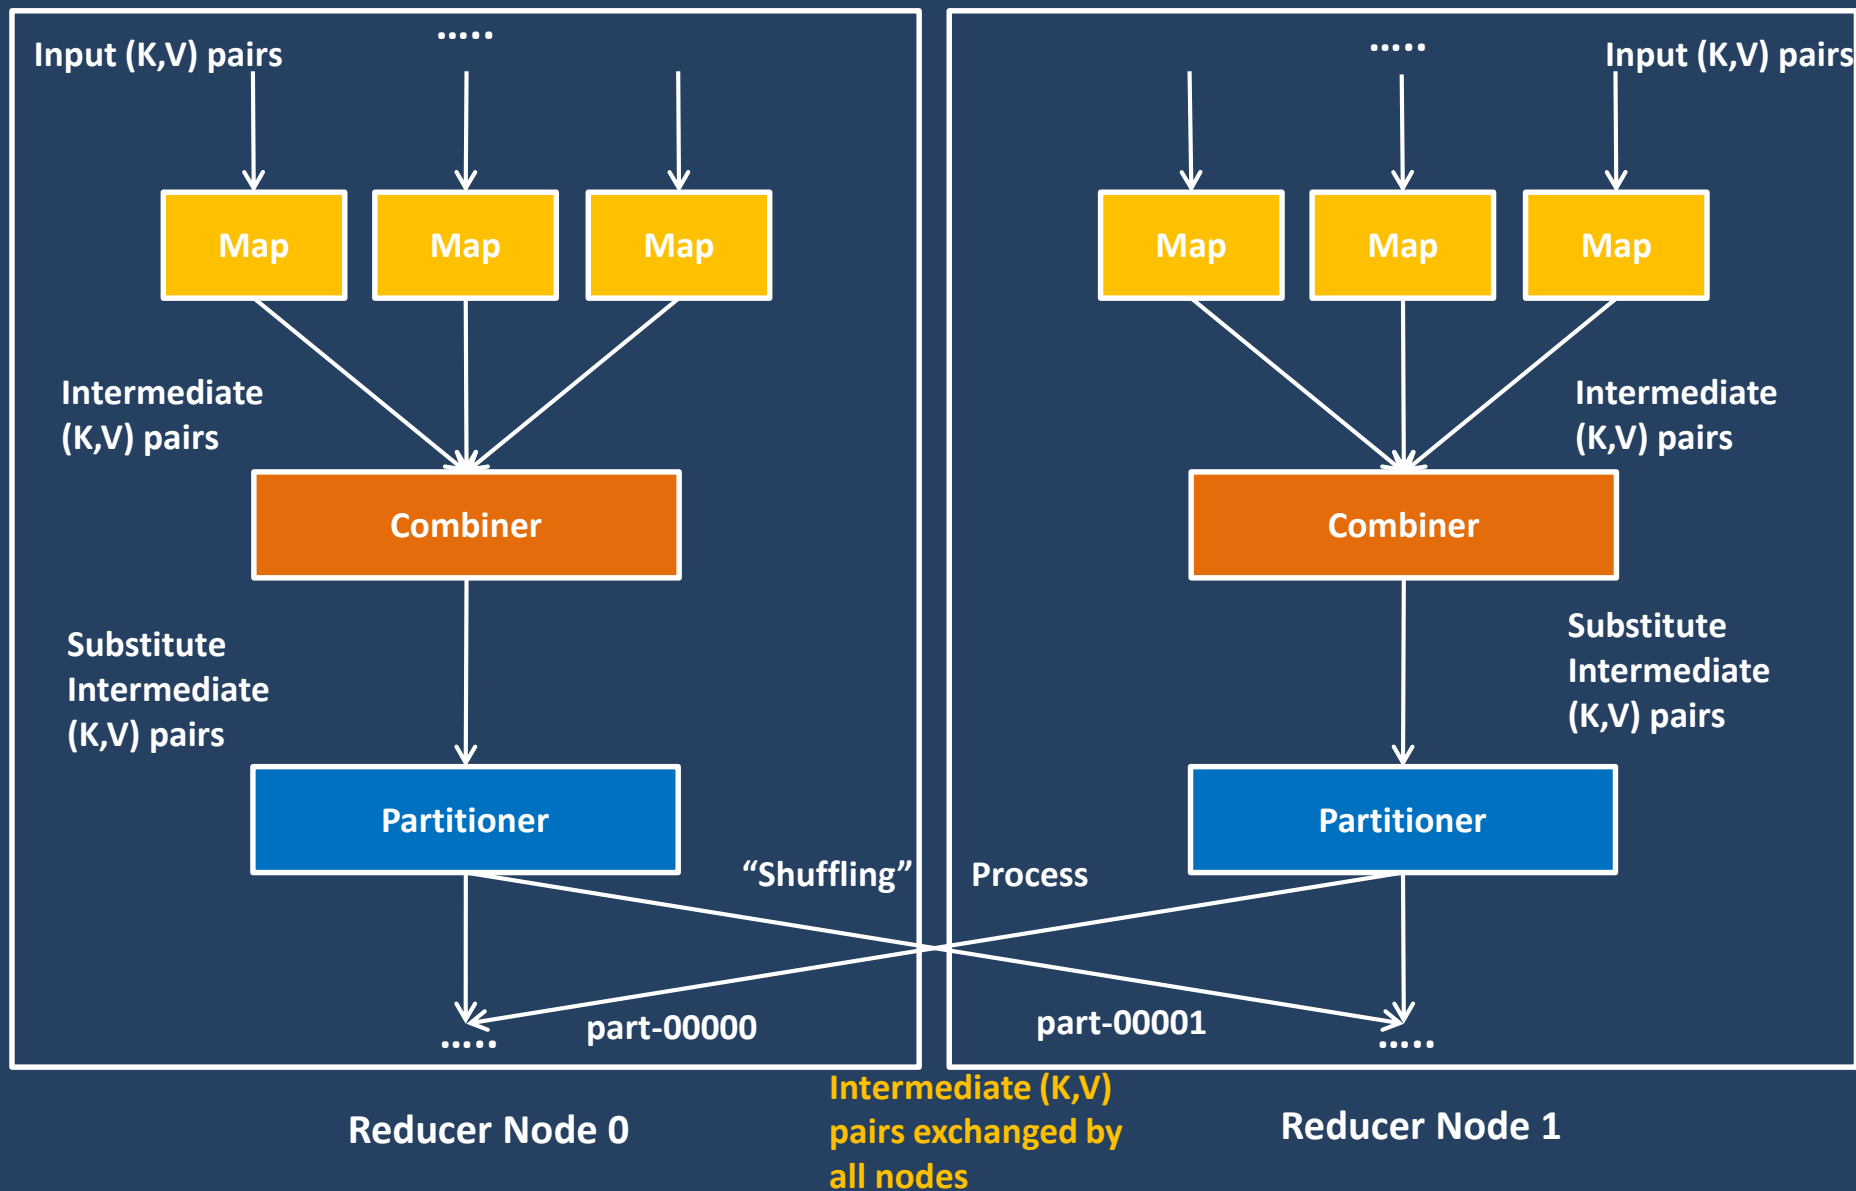 Input (K,V) pairs
.....
.....
Input (K,V) pairs
Map
Map
Map
Map
Map
Map
Intermediate
(K,V) pairs
Intermediate
(K,V) pairs
Combiner
Combiner
Substitute
Intermediate
(K,V) pairs
Substitute
Intermediate
(K,V) pairs
Partitioner
Partitioner
“Shuffling”
Process
.....
part-00000
part-00001
.....
Reducer Node 0
Intermediate (K,V)
pairs exchanged by
all nodes
Reducer Node 1